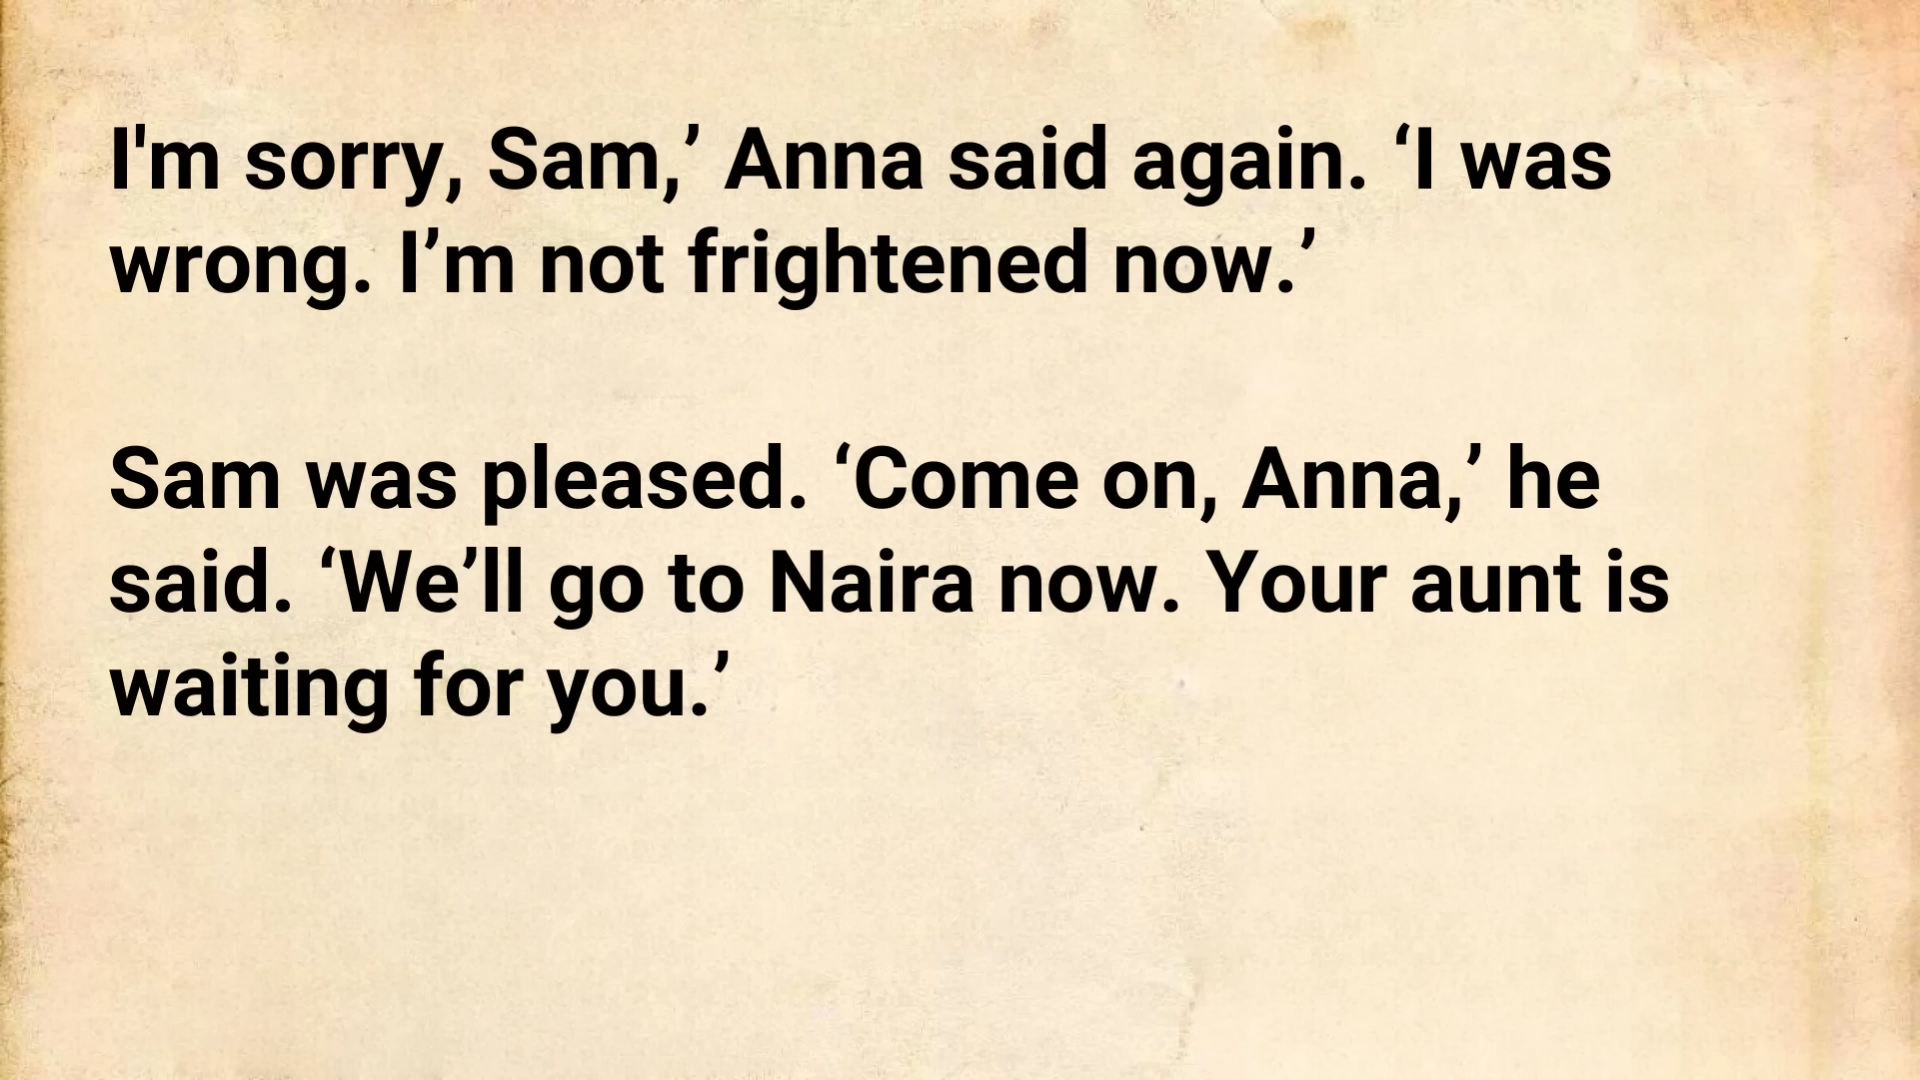 I'm sorry, Sam,’ Anna said again. ‘I was
wrong. I’m not frightened now.’
Sam was pleased. ‘Come on, Anna,’ he
said. ‘We’ll go to Naira now. Your aunt is
waiting for you.’